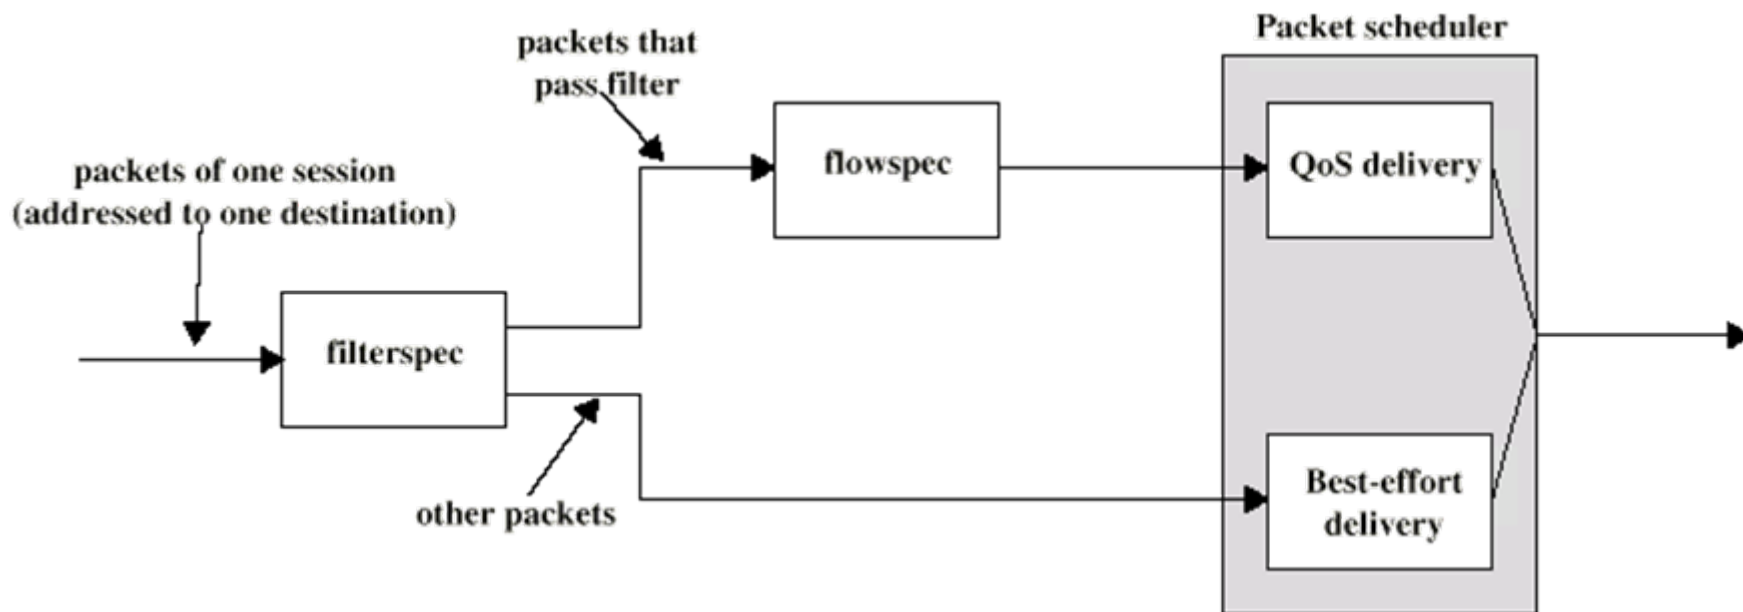 Packet scheduler
packets that
pass filter
flowspec
QoS delivery
packets of one session
(addressed to one destination)
filterspec
other packets
Best-effort
delivery